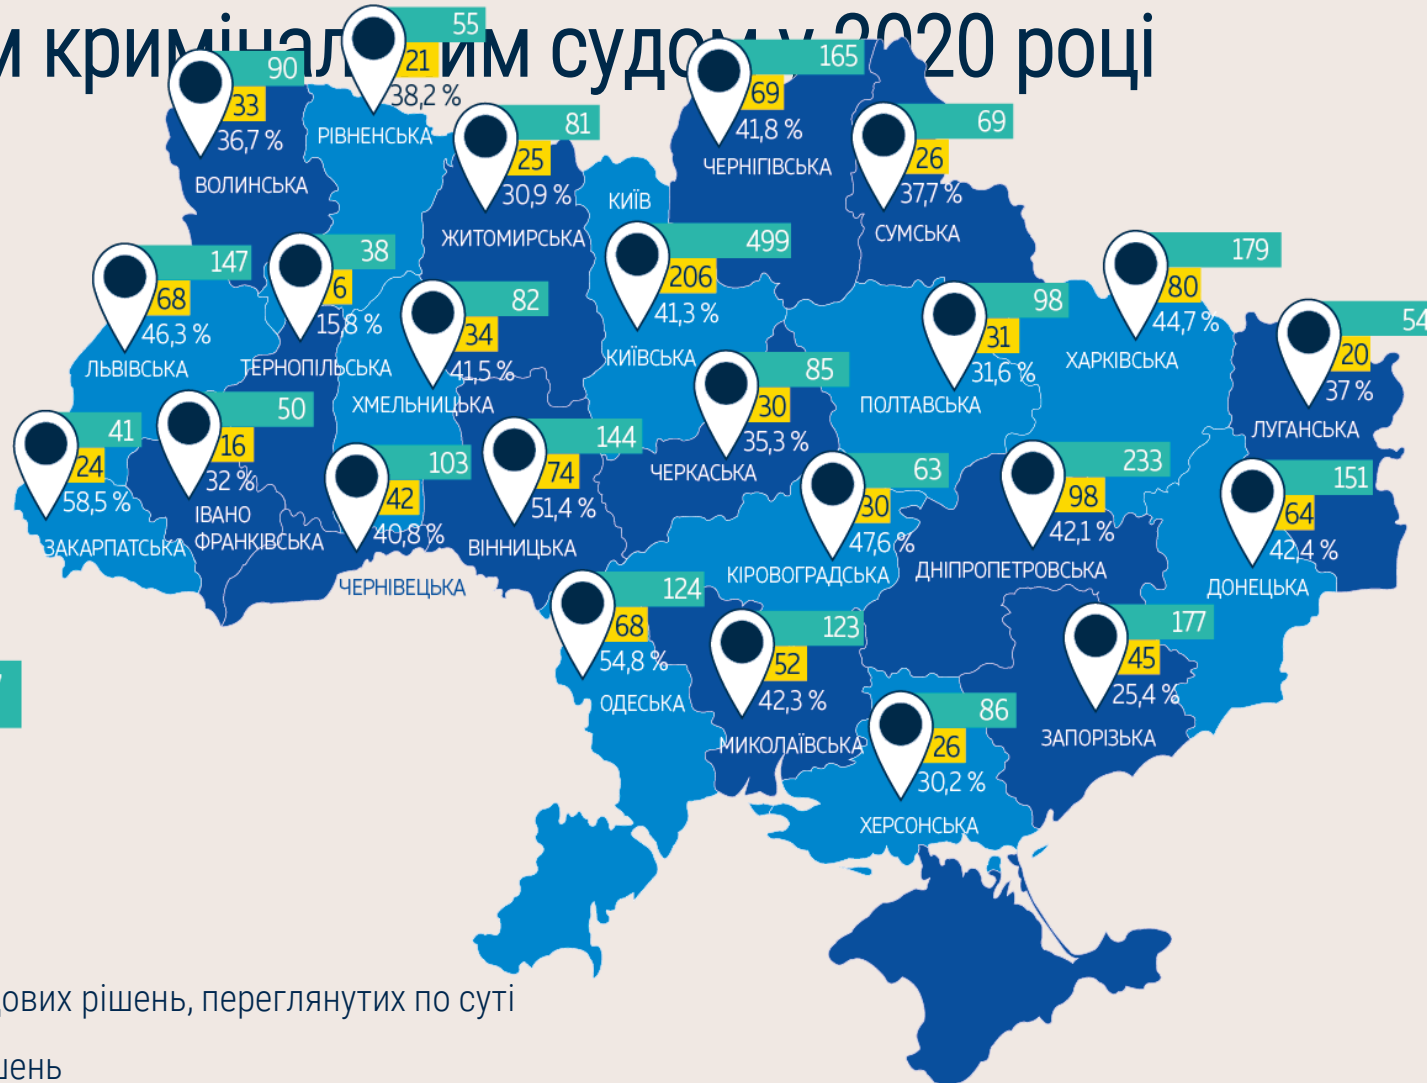 м кримінальним судом у 2020 році
55
21
38,2 %
РІВНЕНСЬКА
90
33
36,7 %
ВОЛИНСЬКА
165
69
41,8 %
ЧЕРНІГІВСЬКА
69
26
37,7 %
СУМСЬКА
81
25
30,9 %
ЖИТОМИРСЬКА
КИЇВ
499
206
41,3 %
КИЇВСЬКА
179
80
44,7 %
ХАРКІВСЬКА
147
68
46,3 %
ЛЬВІВСЬКА
38
6
15,8 %
ТЕРНОПІЛЬСЬКА
82
34
41,5 %
ХМЕЛЬНИЦЬКА
98
31
31,6 %
ПОЛТАВСЬКА
54
20
37 %
ЛУГАНСЬКА
85
30
35,3 %
ЧЕРКАСЬКА
41
24
58,5 %
ЗАКАРПАТСЬКА
50
16
32 %
ІВАНО
ФРАНКІВСЬКА
103
42
40,8 %
ЧЕРНІВЕЦЬКА
144
74
51,4 %
ВІННИЦЬКА
63
30
47,6 %
КІРОВОГРАДСЬКА
233
98
42,1 %
ДНІПРОПЕТРОВСЬКА
151
64
42,4 %
ДОНЕЦЬКА
124
68
54,8 %
ОДЕСЬКА
123
52
42,3 %
МИКОЛАЇВСЬКА
177
45
25,4 %
ЗАПОРІЗЬКА
86
26
30,2 %
ХЕРСОНСЬКА
дових рішень, переглянутих по суті
шень